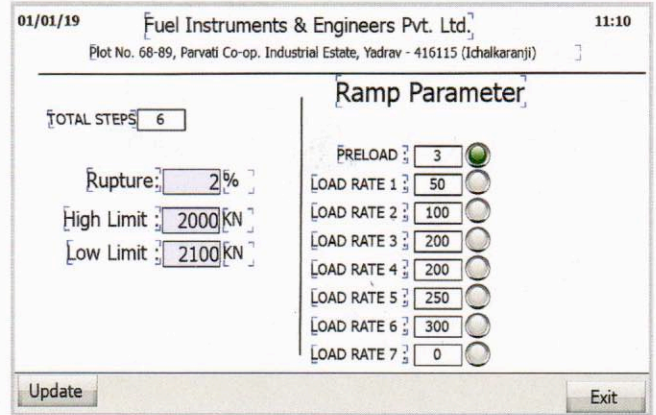 01/01/19
Fuel Instruments & Engineers Pvt. Ltd.
11:10
Plot No. 68-89, Parvati Co-op. Industrial Estate, Yadrav - 416115 (Ichalkaranji)
TOTAL STEPS 6
Rupture: 2 %
High Limit : 2000 KN
Low Limit : 2100 KN
Ramp Parameter
PRELOAD : 3
LOAD RATE 1 : 50
LOAD RATE 2 : 100
LOAD RATE 3 : 200
LOAD RATE 4 : 200
LOAD RATE 5 : 250
LOAD RATE 6 : 300
LOAD RATE 7 : 0
Update
Exit